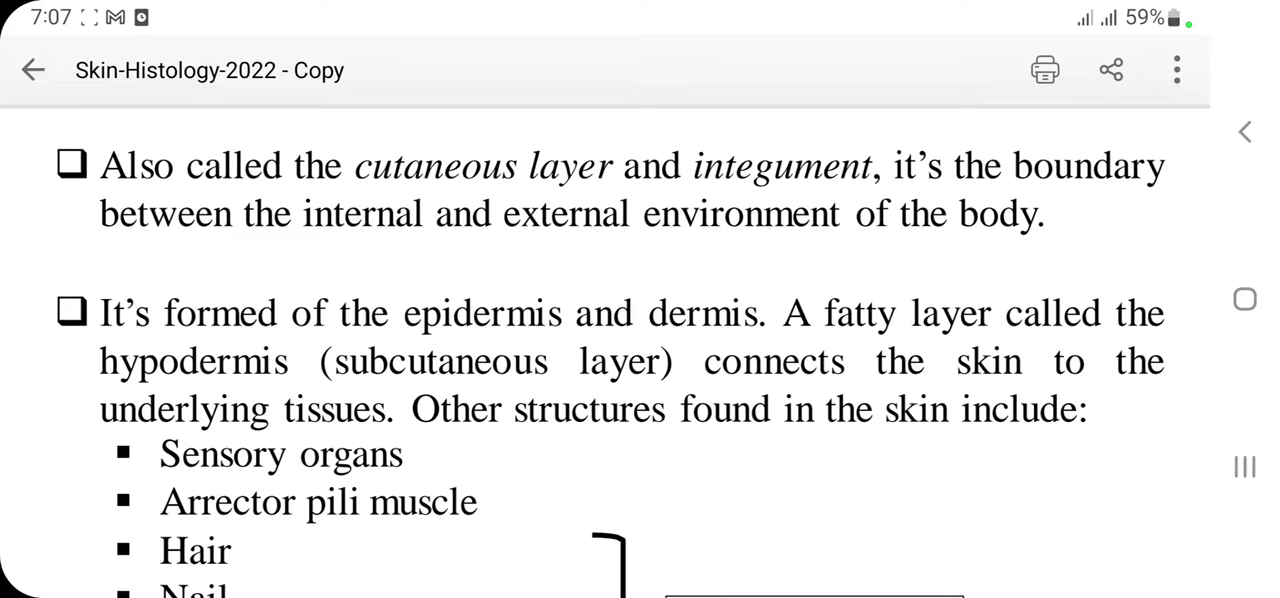 7:07
59%
Skin-Histology-2022 - Copy
Also called the cutaneous layer and integument, it’s the boundary
between the internal and external environment of the body.
It’s formed of the epidermis and dermis. A fatty layer called the
hypodermis (subcutaneous layer) connects the skin to the
underlying tissues. Other structures found in the skin include:
Sensory organs
Arrector pili muscle
Hair
Nail